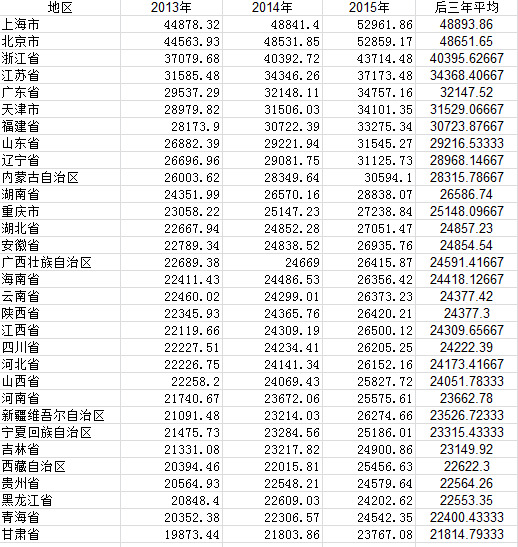 地区 2013年 2014年 2015年 后三年平均
上海市 44878.32 48841.4 52961.86 48893.86
北京市 44563.93 48531.85 52859.17 48651.65
浙江省 37079.68 40392.72 43714.48 40395.62667
江苏省 31585.48 34346.26 37173.48 34368.40667
广东省 29537.29 32148.11 34757.16 32147.52
天津市 28979.82 31506.03 34101.35 31529.06667
福建省 28173.9 30722.39 33275.34 30723.87667
山东省 26882.39 29221.94 31545.27 29216.53333
辽宁省 26696.96 29081.75 31125.73 28968.14667
内蒙古自治区 26003.62 28349.64 30594.1 28315.78667
湖南省 24351.99 26570.16 28838.07 26586.74
重庆市 23058.22 25147.23 27238.84 25148.09667
湖北省 22667.94 24852.28 27051.47 24857.23
安徽省 22789.34 24838.52 26935.76 24854.54
广西壮族自治区 22689.38 24669 26415.87 24591.41667
海南省 22411.43 24486.53 26356.42 24418.12667
云南省 22460.02 24299.01 26373.23 24377.42
陕西省 22345.93 24365.76 26420.21 24377.3
江西省 22119.66 24309.19 26500.12 24309.65667
四川省 22227.51 24234.41 26205.25 24222.39
河北省 22226.75 24141.34 26152.16 24173.41667
山西省 22258.2 24069.43 25827.72 24051.78333
河南省 21740.67 23672.06 25575.61 23662.78
新疆维吾尔自治区 21091.48 23214.03 26274.66 23526.72333
宁夏回族自治区 21475.73 23284.56 25186.01 23315.43333
吉林省 21331.08 23217.82 24900.86 23149.92
西藏自治区 20394.46 22015.81 25456.63 22622.3
贵州省 20564.93 22548.21 24579.64 22564.26
黑龙江省 20848.4 22609.03 24202.62 22553.35
青海省 20352.38 22306.57 24542.35 22400.43333
甘肃省 19873.44 21803.86 23767.08 21814.79333